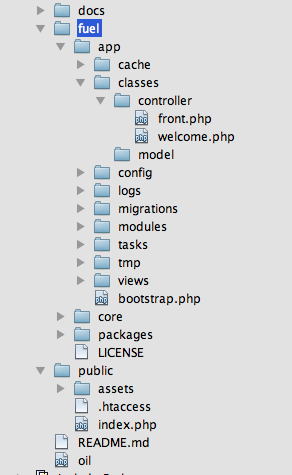 docs
fuel
app
cache
classes
controller
front.php
welcome.php
model
config
logs
migrations
modules
tasks
tmp
views
bootstrap.php
core
packages
LICENSE
public
assets
.htaccess
index.php
README.md
oil